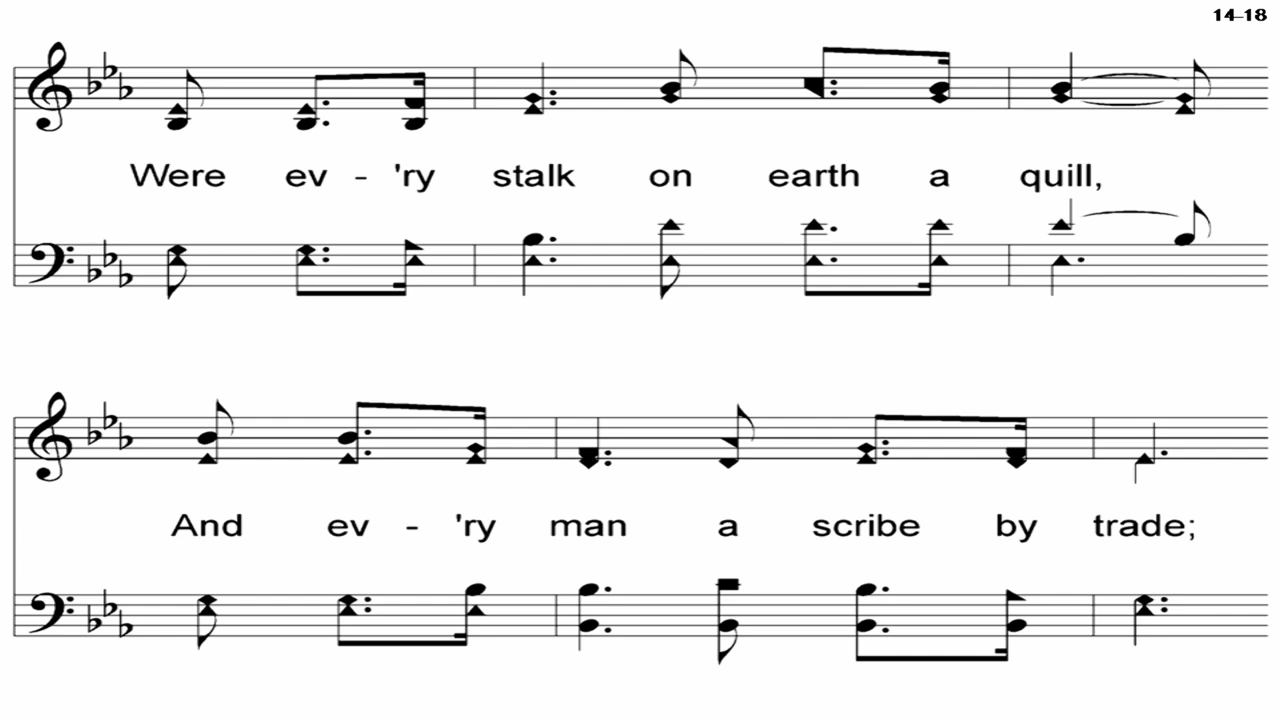 14-18
Were ev - 'ry stalk on earth a quill,
And ev - 'ry man a scribe by trade;